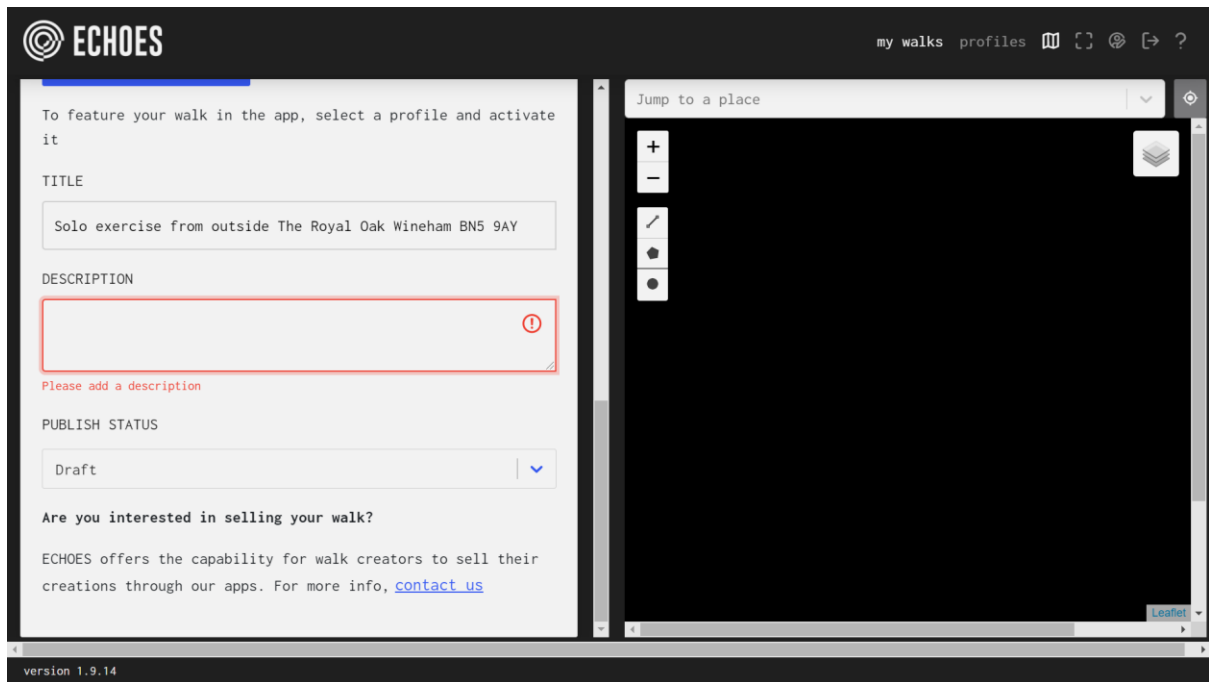 ECHOES
my walks profiles ?
To feature your walk in the app, select a profile and activate
it
TITLE
Solo exercise from outside The Royal Oak Wineham BN5 9AY
DESCRIPTION
Please add a description
PUBLISH STATUS
Draft
Are you interested in selling your walk?
ECHOES offers the capability for walk creators to sell their
creations through our apps. For more info, contact us
Jump to a place
+
−
Leaflet
version 1.9.14